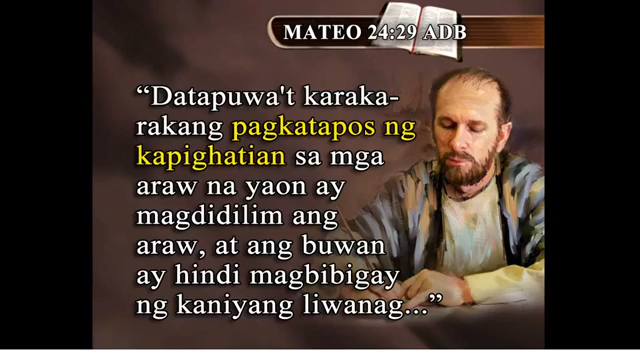 MATEO 24:29 ADB
“Datapuwa't karaka-
rakang pagkatapos ng
kapighatian sa mga
araw na yaon ay
magdidilim ang
araw, at ang buwan
ay hindi magbibigay
ng kaniyang liwanag...”